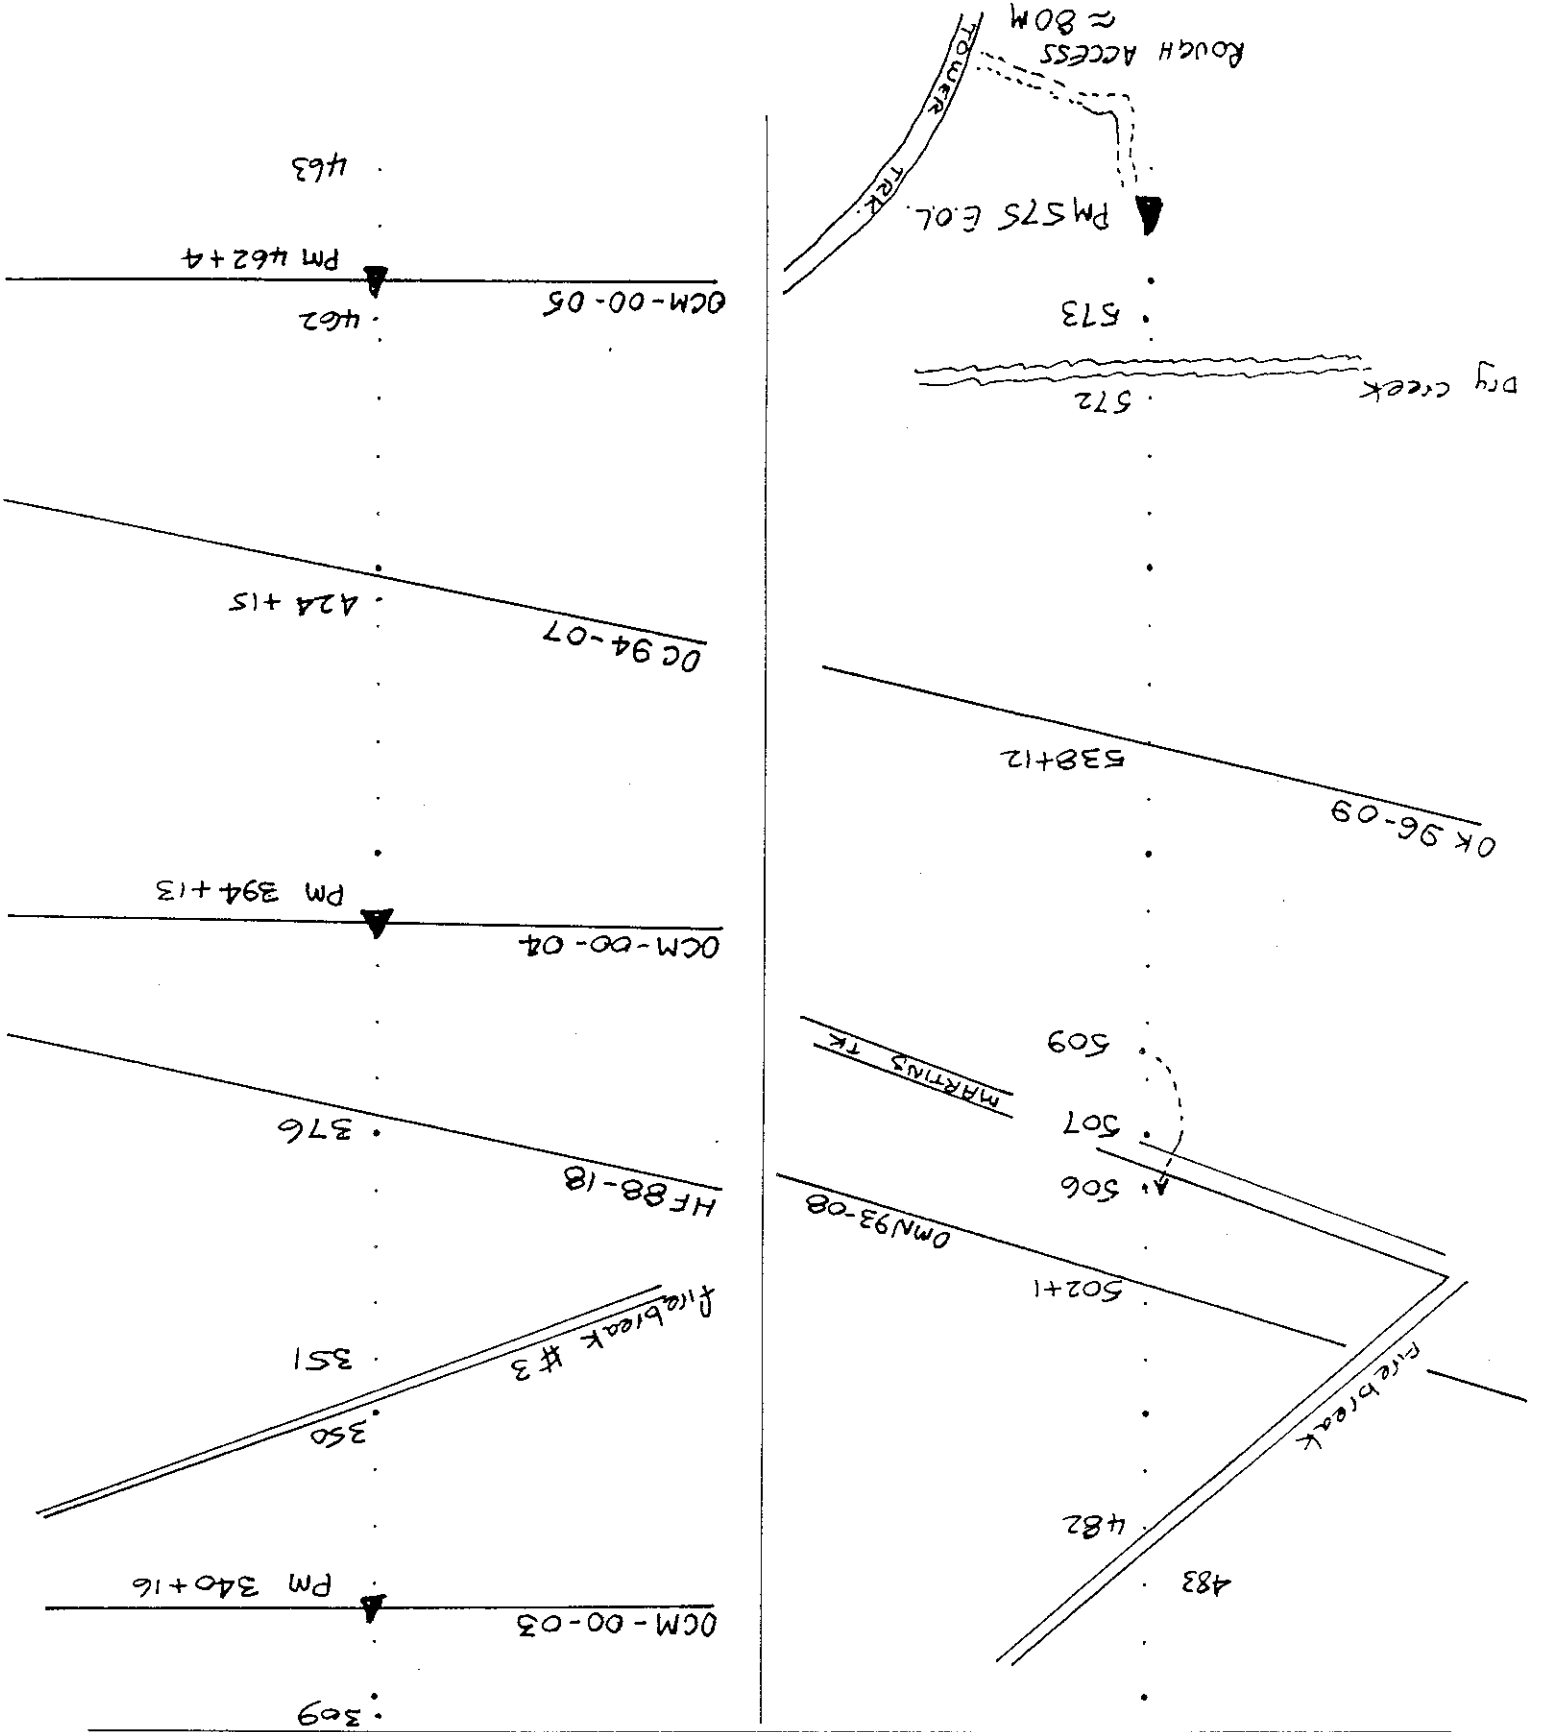 483
482
Firebreak
502+1
OMN93-08
506
507
MARTINS TK
509
OK 96-09
538+12
572
Dry creek
573
PM 575 E.O.L.
TOWER TRK.
ROUGH ACCESS
≈ 80M
309
OCM-00-03
Pm 340+16
350
firebreak #3
351
HF88-18
376
OCM-00-04
Pm 394+13
OC94-07
424+15
462
OCM-00-05
Pm 462+4
463